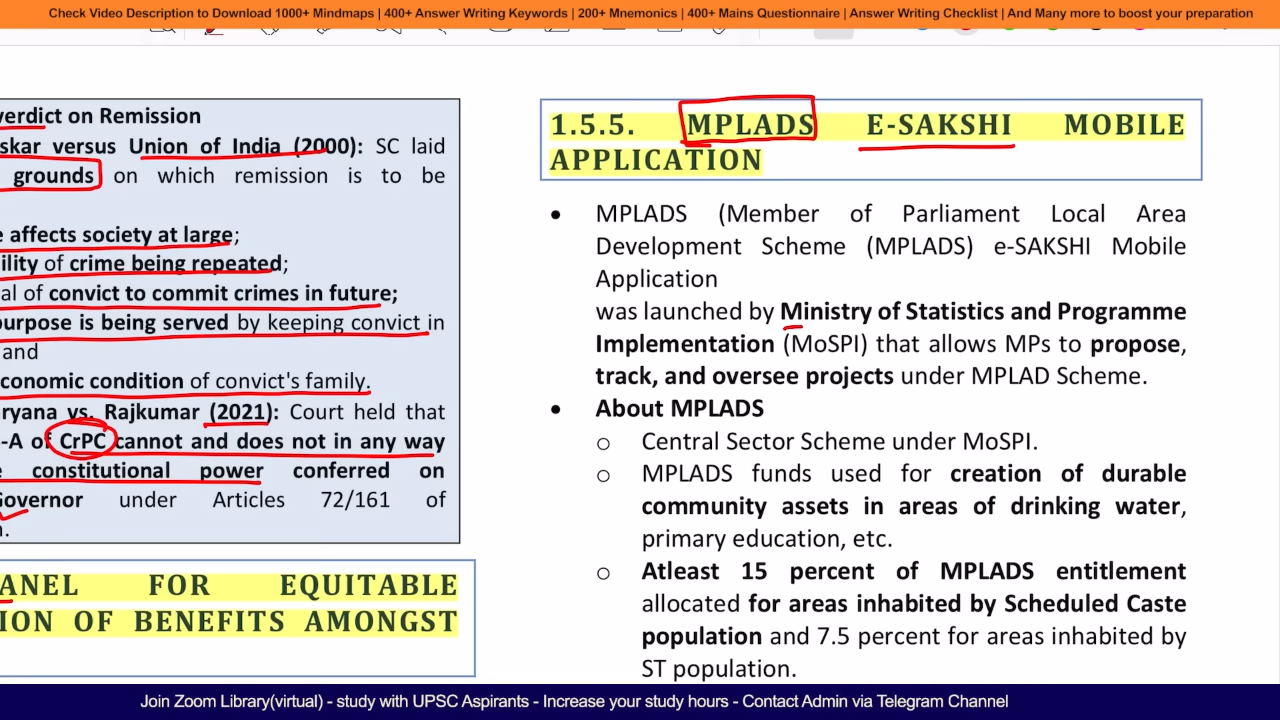 Check Video Description to Download 1000+ Mindmaps | 400+ Answer Writing Keywords | 200+ Mnemonics | 400+ Mains Questionnaire | Answer Writing Checklist | And Many more to boost your preparation
verdict on Remission
skar versus Union of India (2000): SC laid
grounds on which remission is to be
e affects society at large;
ility of crime being repeated;
al of convict to commit crimes in future;
purpose is being served by keeping convict in
and
conomic condition of convict's family.
aryana vs. Rajkumar (2021): Court held that
-A of CrPC cannot and does not in any way
e constitutional power conferred on
Governor under Articles 72/161 of
n.
ANEL FOR EQUITABLE
ION OF BENEFITS AMONGST
1.5.5. MPLADS E-SAKSHI MOBILE
APPLICATION
• MPLADS (Member of Parliament Local Area
Development Scheme (MPLADS) e-SAKSHI Mobile
Application
was launched by Ministry of Statistics and Programme
Implementation (MoSPI) that allows MPs to propose,
track, and oversee projects under MPLAD Scheme.
• About MPLADS
o Central Sector Scheme under MoSPI.
o MPLADS funds used for creation of durable
community assets in areas of drinking water,
primary education, etc.
o Atleast 15 percent of MPLADS entitlement
allocated for areas inhabited by Scheduled Caste
population and 7.5 percent for areas inhabited by
ST population.
Join Zoom Library(virtual) - study with UPSC Aspirants - Increase your study hours - Contact Admin via Telegram Channel